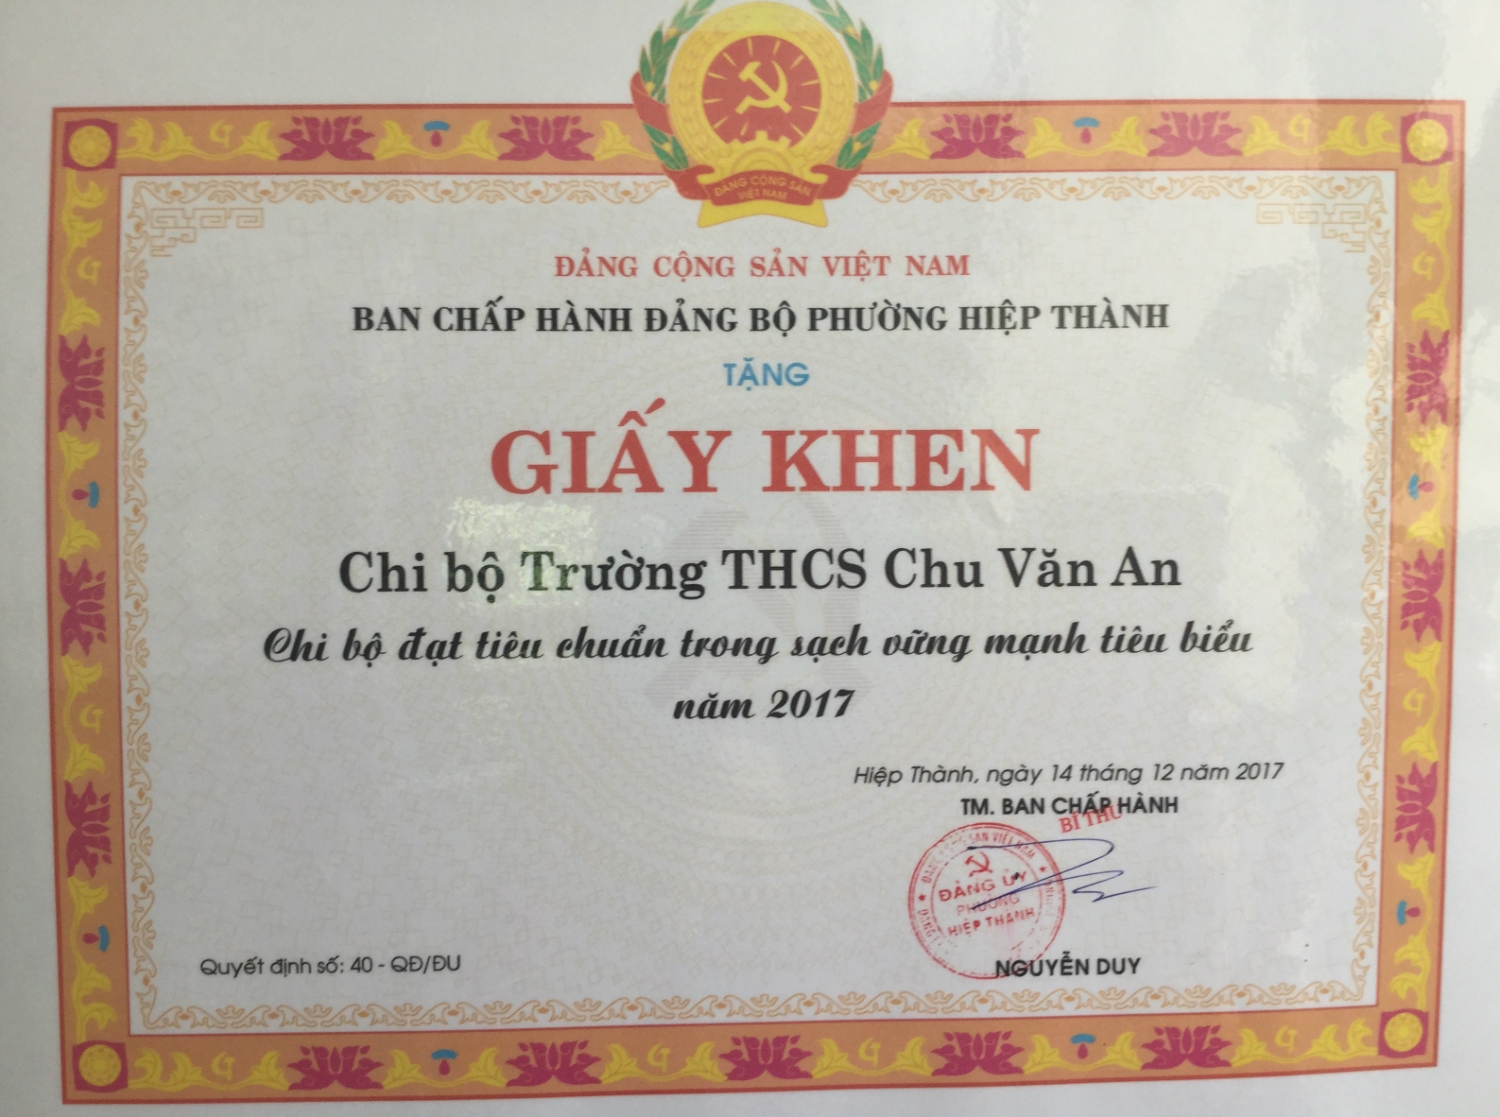 ĐẢNG CỘNG SẢN
VIỆT NAM
ĐẢNG CỘNG SẢN VIỆT NAM
BAN CHẤP HÀNH ĐẢNG BỘ PHƯỜNG HIỆP THÀNH
TẶNG
GIẤY KHEN
Chi bộ Trường THCS Chu Văn An
Chi bộ đạt tiêu chuẩn trong sạch vững mạnh tiêu biểu
năm 2017
Hiệp Thành, ngày 14 tháng 12 năm 2017
TM. BAN CHẤP HÀNH
BÍ THƯ
ĐẢNG ỦY
PHƯỜNG
HIỆP THÀNH
Quyết định số: 40 - QĐ/ĐU
NGUYỄN DUY